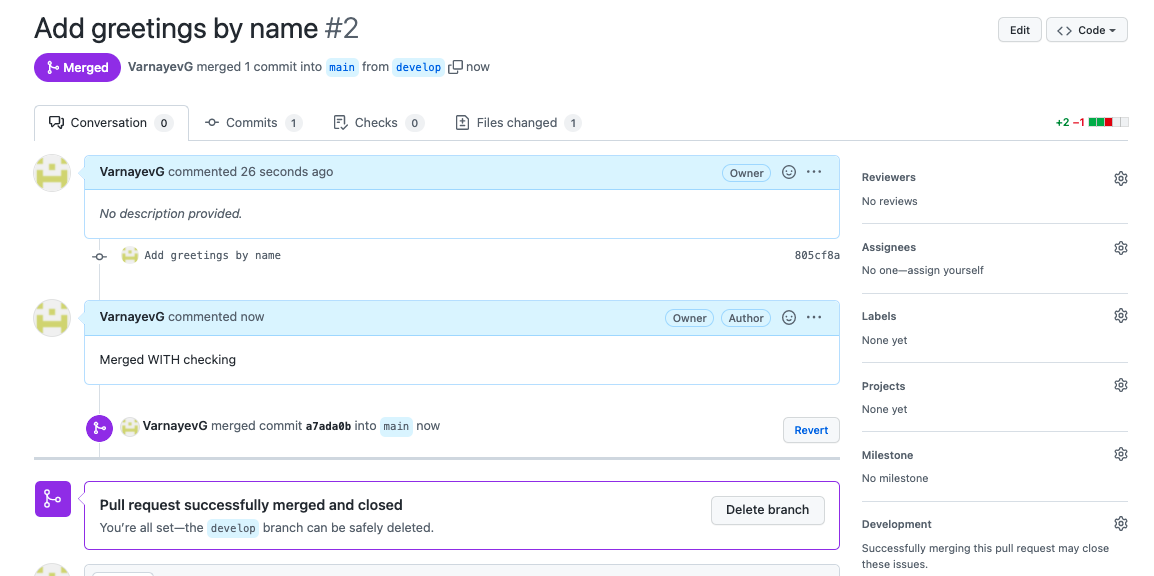 Add greetings by name #2
Edit
<> Code
Merged
VarnayevG merged 1 commit into main from develop now
Conversation 0
Commits 1
Checks 0
Files changed 1
+2 −1
VarnayevG commented 26 seconds ago
Owner
No description provided.
Add greetings by name
805cf8a
VarnayevG commented now
Owner
Author
Merged WITH checking
VarnayevG merged commit a7ada0b into main now
Revert
Pull request successfully merged and closed
You’re all set—the develop branch can be safely deleted.
Delete branch
Reviewers
No reviews
Assignees
No one—assign yourself
Labels
None yet
Projects
None yet
Milestone
No milestone
Development
Successfully merging this pull request may close
these issues.